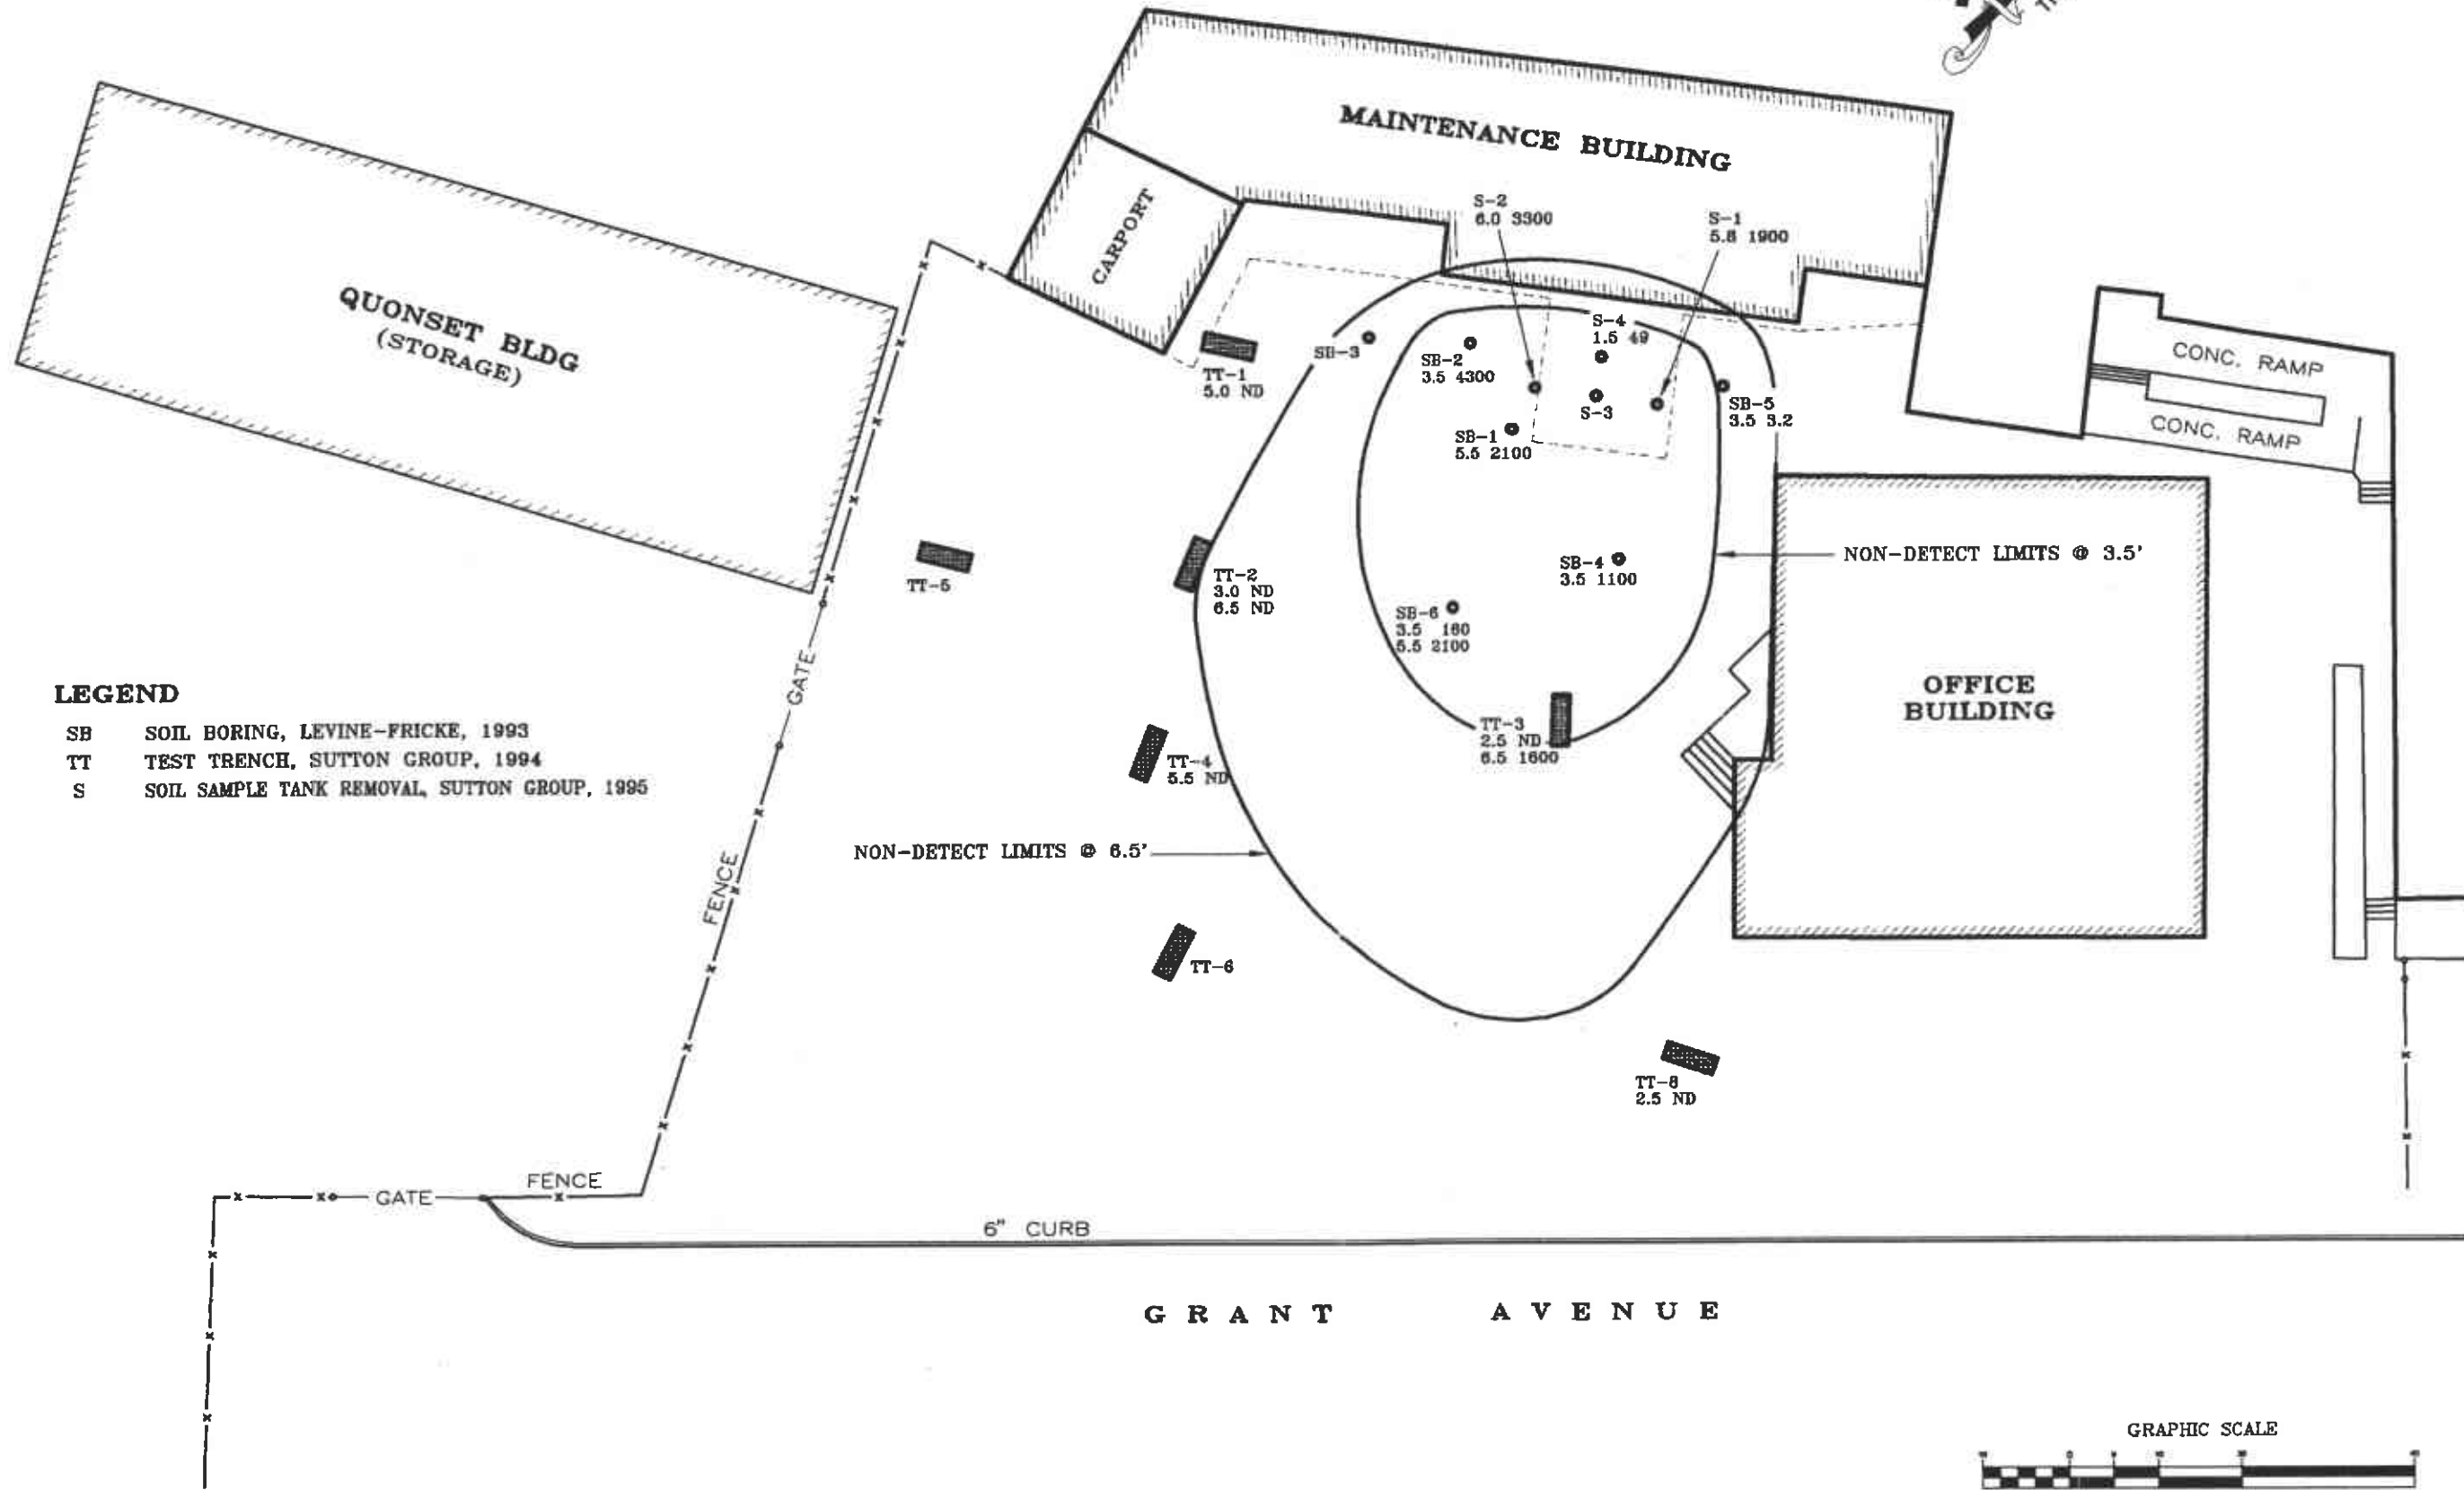 MAINTENANCE BUILDING
CARPORT
QUONSET BLDG
(STORAGE)
S-2
6.0 3300
S-1
5.8 1900
S-4
1.5 49
SB-3
SB-2
3.5 4300
S-3
SB-5
3.5 3.2
SB-1
5.5 2100
TT-1
5.0 ND
CONC. RAMP
CONC. RAMP
TT-5
TT-2
3.0 ND
6.5 ND
SB-4
3.5 1100
NON-DETECT LIMITS @ 3.5'
SB-6
3.5 160
5.5 2100
GATE
OFFICE
BUILDING
LEGEND
SB SOIL BORING, LEVINE-FRICKE, 1993
TT TEST TRENCH, SUTTON GROUP, 1994
S SOIL SAMPLE TANK REMOVAL, SUTTON GROUP, 1995
TT-3
2.5 ND
6.5 1600
TT-4
5.5 ND
NON-DETECT LIMITS @ 6.5'
FENCE
TT-6
TT-8
2.5 ND
GATE
FENCE
6" CURB
GRANT AVENUE
GRAPHIC SCALE